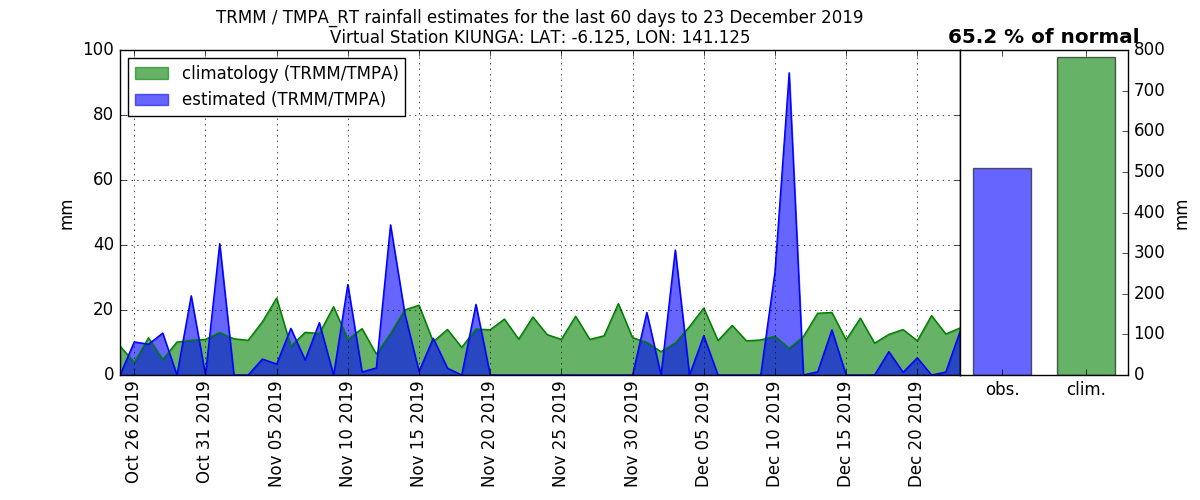 TRMM / TMPA_RT rainfall estimates for the last 60 days to 23 December 2019
Virtual Station KIUNGA: LAT: -6.125, LON: 141.125
65.2 % of normal
climatology (TRMM/TMPA)
estimated (TRMM/TMPA)
100
80
60
40
20
0
mm
Oct 26 2019
Oct 31 2019
Nov 05 2019
Nov 10 2019
Nov 15 2019
Nov 20 2019
Nov 25 2019
Nov 30 2019
Dec 05 2019
Dec 10 2019
Dec 15 2019
Dec 20 2019
800
700
600
500
400
300
200
100
0
mm
obs.
clim.